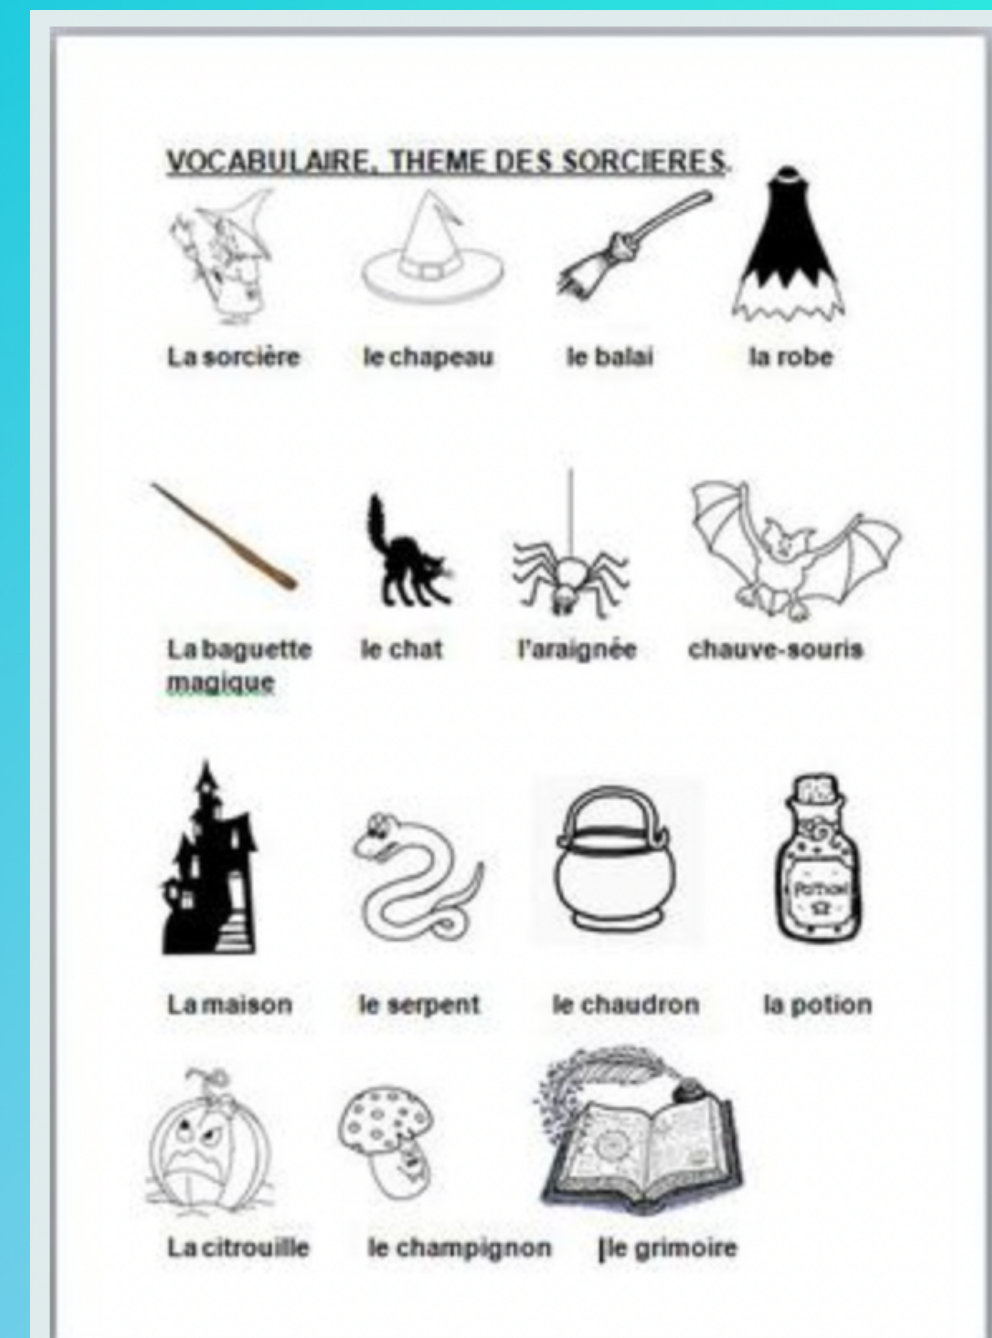 VOCABULAIRE, THEME DES SORCIERES.
La sorcière le chapeau le balai la robe
La baguette le chat l'araignée chauve-souris
magique
POTION
La maison le serpent le chaudron la potion
La citrouille le champignon le grimoire